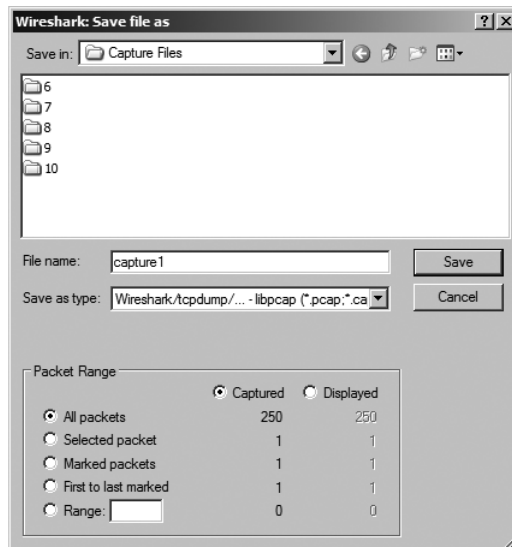 Wireshark: Save file as
Save in: Capture Files
6
7
8
9
10
File name: capture1 Save
Save as type: Wireshark/tcpdump/... - libpcap (*.pcap;*.ca Cancel
Packet Range
Captured Displayed
All packets 250 250
Selected packet 1 1
Marked packets 1 1
First to last marked 1 1
Range: 0 0